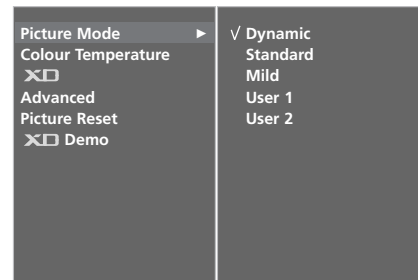 Picture Mode ►
Colour Temperature
XD
Advanced
Picture Reset
XD Demo
√ Dynamic
Standard
Mild
User 1
User 2